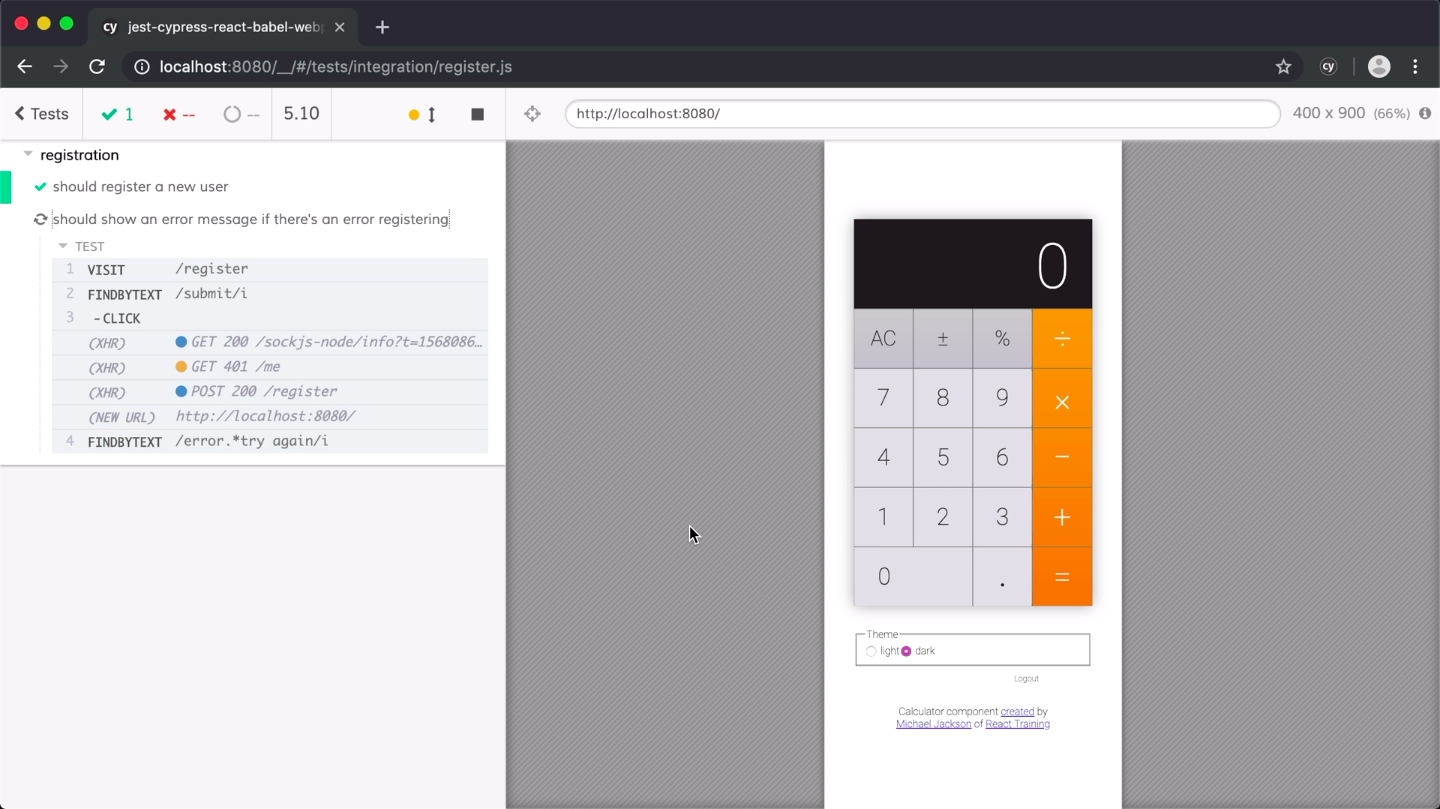 cy jest-cypress-react-babel-webp
localhost:8080/__/#/tests/integration/register.js
cy
Tests
1
--
--
5.10
http://localhost:8080/
400 x 900 (66%)
registration
should register a new user
should show an error message if there's an error registering
TEST
1 VISIT /register
2 FINDBYTEXT /submit/i
3 -CLICK
(XHR) GET 200 /sockjs-node/info?t=1568086…
(XHR) GET 401 /me
(XHR) POST 200 /register
(NEW URL) http://localhost:8080/
4 FINDBYTEXT /error.*try again/i
0
AC ± % ÷
7 8 9 ×
4 5 6 −
1 2 3 +
0 . =
Theme
light dark
Logout
Calculator component created by
Michael Jackson of React Training